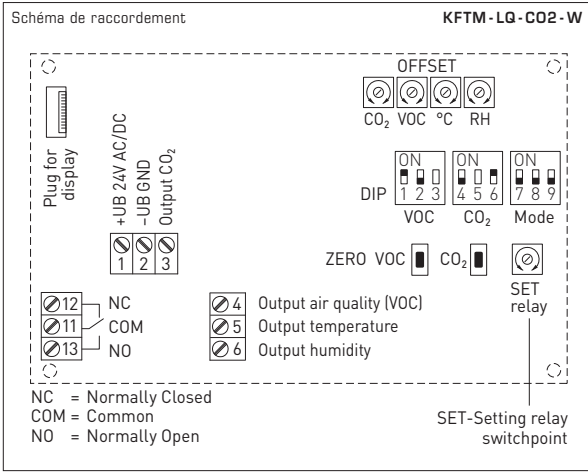 Schéma de raccordement
KFTM-LQ-CO2-W
OFFSET
CO₂ VOC °C RH
Plug for
display
+UB 24V AC/DC
–UB GND
Output CO₂
1 2 3
ON ON ON
DIP 1 2 3 4 5 6 7 8 9
VOC CO₂ Mode
ZERO VOC CO₂
SET
relay
12 NC
11 COM
13 NO
4 Output air quality (VOC)
5 Output temperature
6 Output humidity
NC = Normally Closed
COM = Common
NO = Normally Open
SET-Setting relay
switchpoint